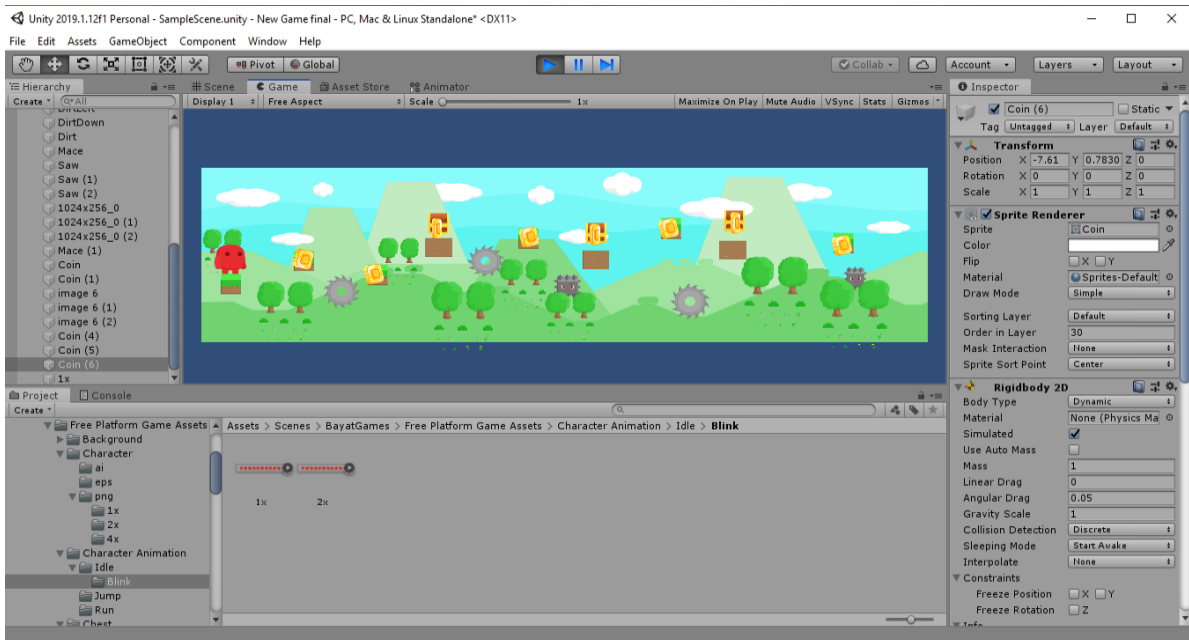 Unity 2019.1.12f1 Personal - SampleScene.unity - New Game final - PC, Mac & Linux Standalone* <DX11>
File Edit Assets GameObject Component Window Help
Pivot Global Collab Account Layers Layout
Hierarchy
Create All
DirtLeft
DirtDown
Dirt
Mace
Saw
Saw (1)
Saw (2)
1024x256_0
1024x256_0 (1)
1024x256_0 (2)
Mace (1)
Coin
Coin (1)
image 6
image 6 (1)
image 6 (2)
Coin (4)
Coin (5)
Coin (6)
1x
Scene Game Asset Store Animator
Display 1 Free Aspect Scale 1x Maximize On Play Mute Audio VSync Stats Gizmos
Project Console
Create
Free Platform Game Assets
Background
Character
ai
eps
png
1x
2x
4x
Character Animation
Idle
Blink
Jump
Run
Chest
Assets > Scenes > BayatGames > Free Platform Game Assets > Character Animation > Idle > Blink
1x 2x
Inspector
Coin (6) Static
Tag Untagged Layer Default
Transform
Position X -7.61 Y 0.7830 Z 0
Rotation X 0 Y 0 Z 0
Scale X 1 Y 1 Z 1
Sprite Renderer
Sprite Coin
Color
Flip X Y
Material Sprites-Default
Draw Mode Simple
Sorting Layer Default
Order in Layer 30
Mask Interaction None
Sprite Sort Point Center
Rigidbody 2D
Body Type Dynamic
Material None (Physics Ma
Simulated
Use Auto Mass
Mass 1
Linear Drag 0
Angular Drag 0.05
Gravity Scale 1
Collision Detection Discrete
Sleeping Mode Start Awake
Interpolate None
Constraints
Freeze Position X Y
Freeze Rotation Z
Info